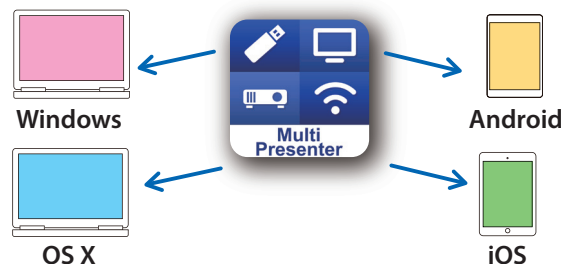 Windows
Multi
Presenter
Android
OS X
iOS